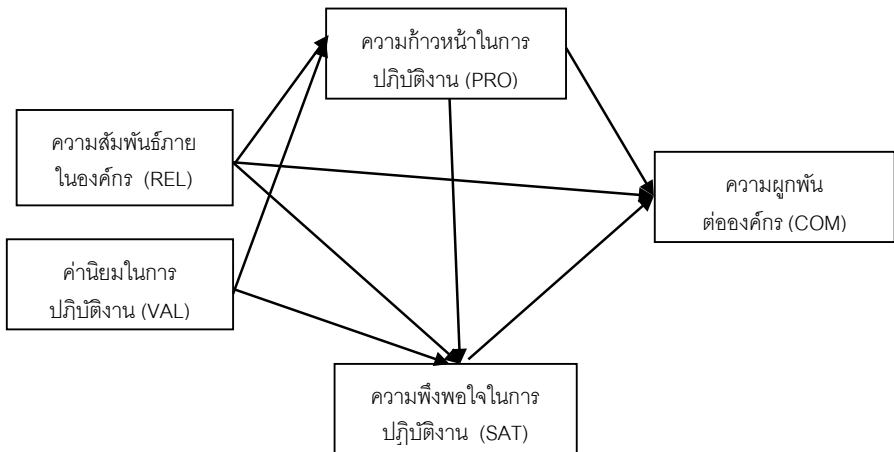 ความก้าวหน้าในการ
ปฏิบัติงาน (PRO)
ความสัมพันธ์ภาย
ในองค์กร (REL)
ความผูกพัน
ต่อองค์กร (COM)
ค่านิยมในการ
ปฏิบัติงาน (VAL)
ความพึงพอใจในการ
ปฏิบัติงาน (SAT)